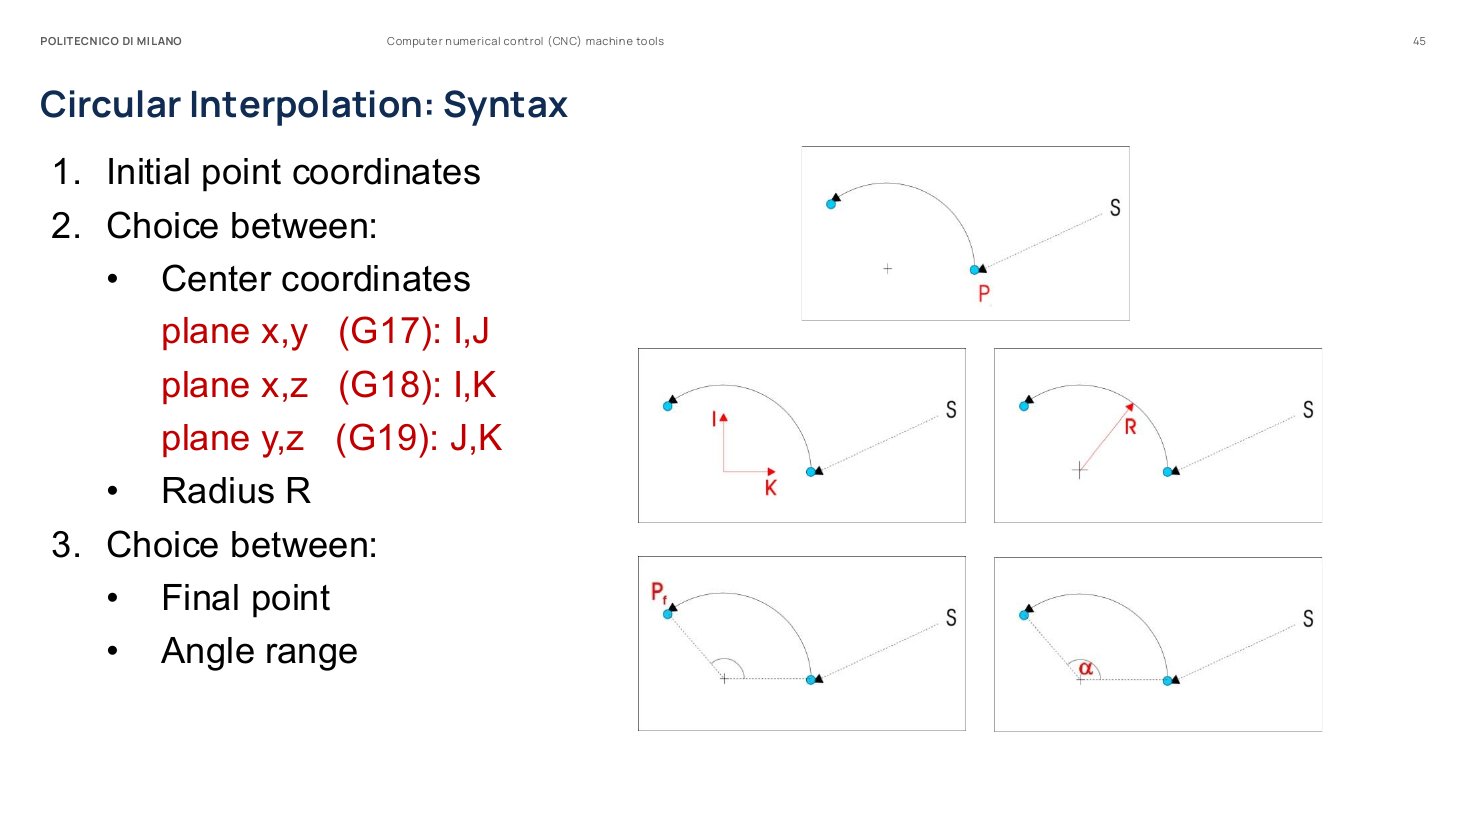 POLITECNICO DI MILANO
Computer numerical control (CNC) machine tools
45
Circular Interpolation: Syntax
1. Initial point coordinates
2. Choice between:
• Center coordinates
plane x,y (G17): I,J
plane x,z (G18): I,K
plane y,z (G19): J,K
• Radius R
3. Choice between:
• Final point
• Angle range
S
P
I
K
S
R
S
Pf
S
α
S